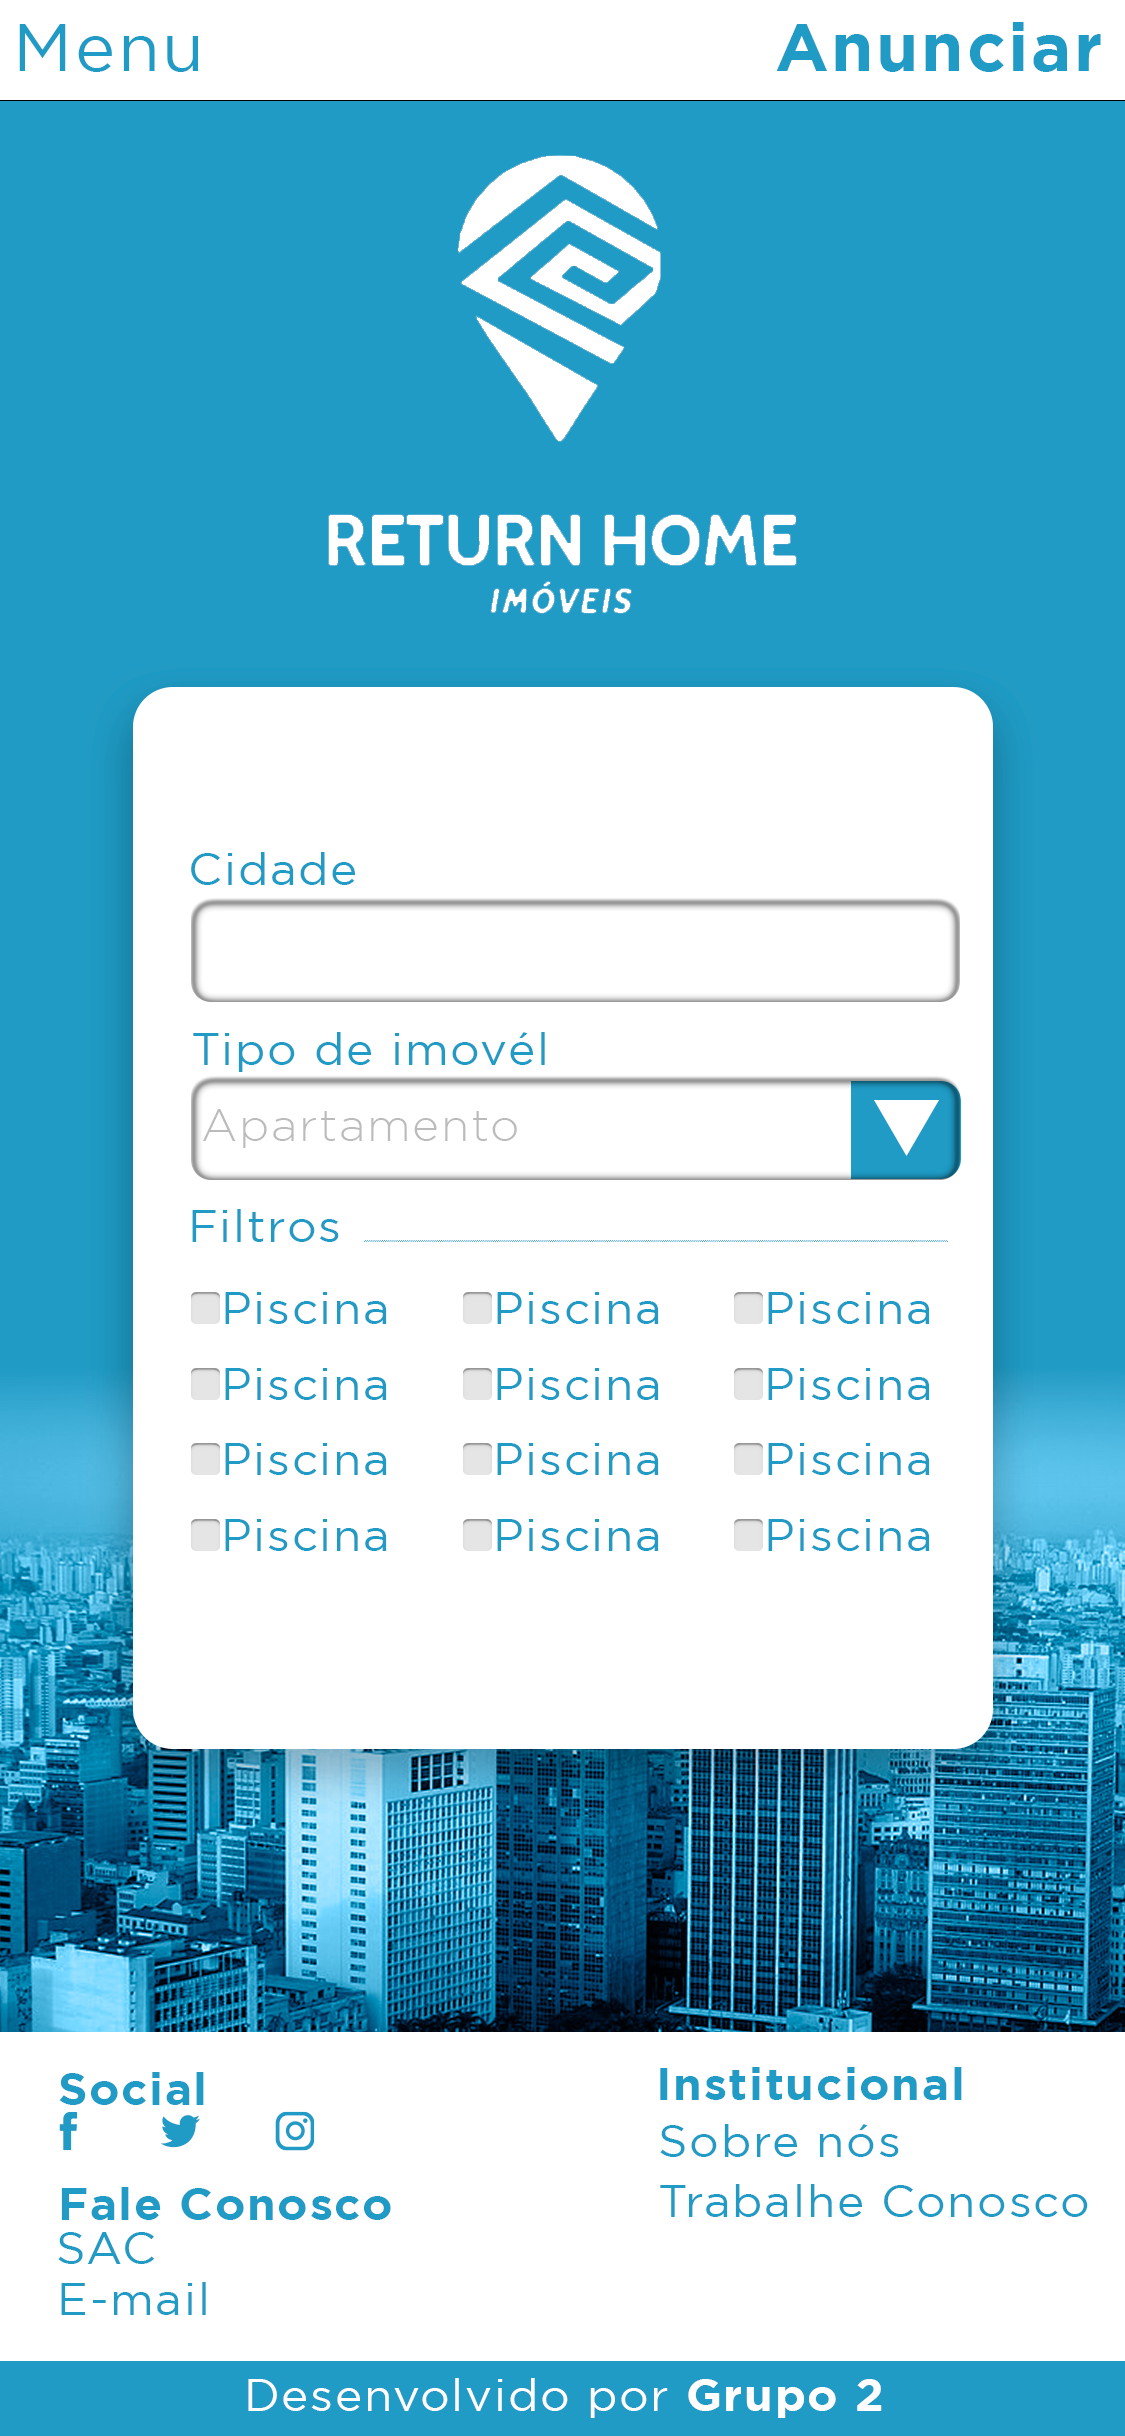 Menu Anunciar
RETURN HOME
IMÓVEIS
Cidade
Tipo de imovél
Apartamento
Filtros
Piscina Piscina Piscina
Piscina Piscina Piscina
Piscina Piscina Piscina
Piscina Piscina Piscina
Social
Fale Conosco
SAC
E-mail
Institucional
Sobre nós
Trabalhe Conosco
Desenvolvido por Grupo 2